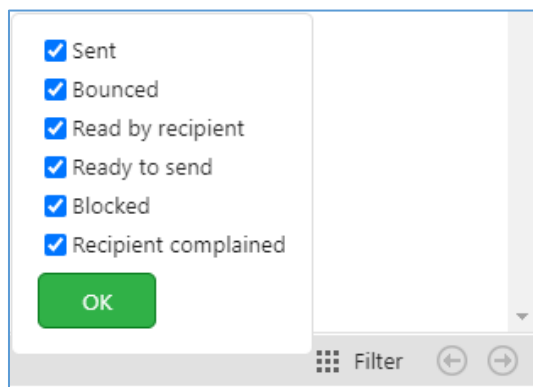 Sent
Bounced
Read by recipient
Ready to send
Blocked
Recipient complained
OK
Filter